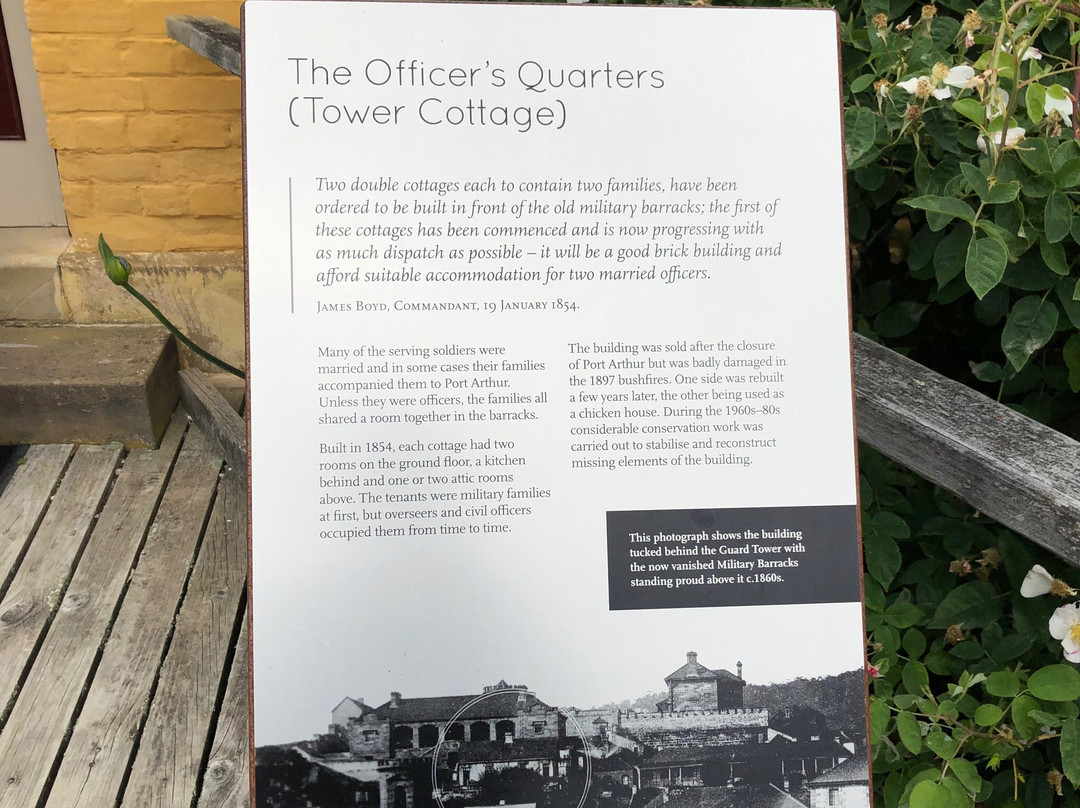 The Officer's Quarters
(Tower Cottage)
Two double cottages each to contain two families, have been
ordered to be built in front of the old military barracks; the first of
these cottages has been commenced and is now progressing with
as much dispatch as possible – it will be a good brick building and
afford suitable accommodation for two married officers.
James Boyd, Commandant, 19 January 1854.
Many of the serving soldiers were
married and in some cases their families
accompanied them to Port Arthur.
Unless they were officers, the families all
shared a room together in the barracks.
Built in 1854, each cottage had two
rooms on the ground floor, a kitchen
behind and one or two attic rooms
above. The tenants were military families
at first, but overseers and civil officers
occupied them from time to time.
The building was sold after the closure
of Port Arthur but was badly damaged in
the 1897 bushfires. One side was rebuilt
a few years later, the other being used as
a chicken house. During the 1960s–80s
considerable conservation work was
carried out to stabilise and reconstruct
missing elements of the building.
This photograph shows the building
tucked behind the Guard Tower with
the now vanished Military Barracks
standing proud above it c.1860s.